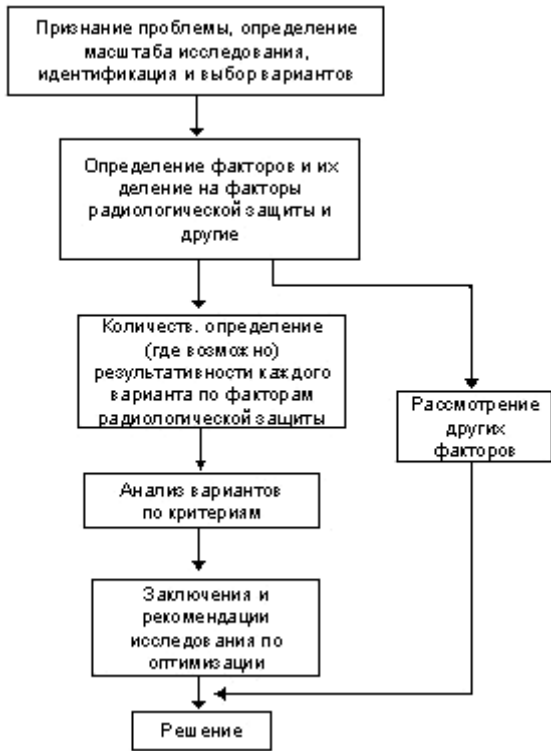 Признание проблемы, определение
масштаба исследования,
идентификация и выбор вариантов
Определение факторов и их
деление на факторы
радиологической защиты и
другие
Количеств. определение
(где возможно)
результативности каждого
варианта по факторам
радиологической защиты
Рассмотрение
других
факторов
Анализ вариантов
по критериям
Заключения и
рекомендации
исследования по
оптимизации
Решение